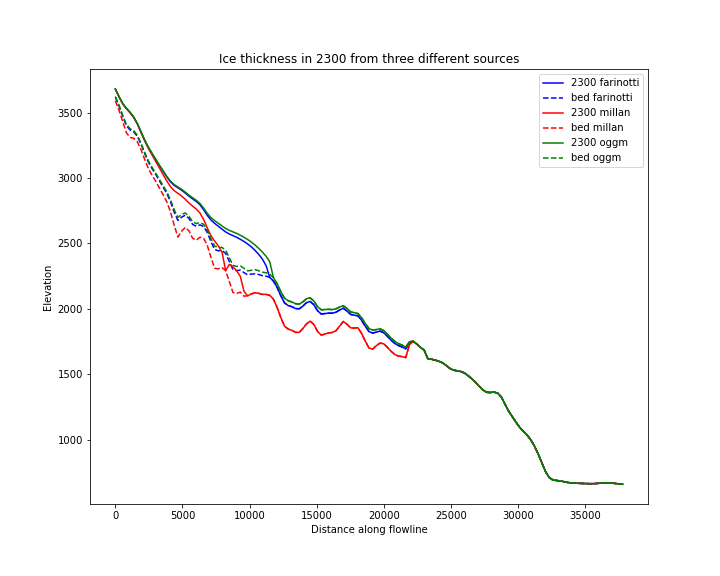 Ice thickness in 2300 from three different sources
2300 farinotti
bed farinotti
2300 millan
bed millan
2300 oggm
bed oggm
Elevation
3500
3000
2500
2000
1500
1000
0 5000 10000 15000 20000 25000 30000 35000
Distance along flowline